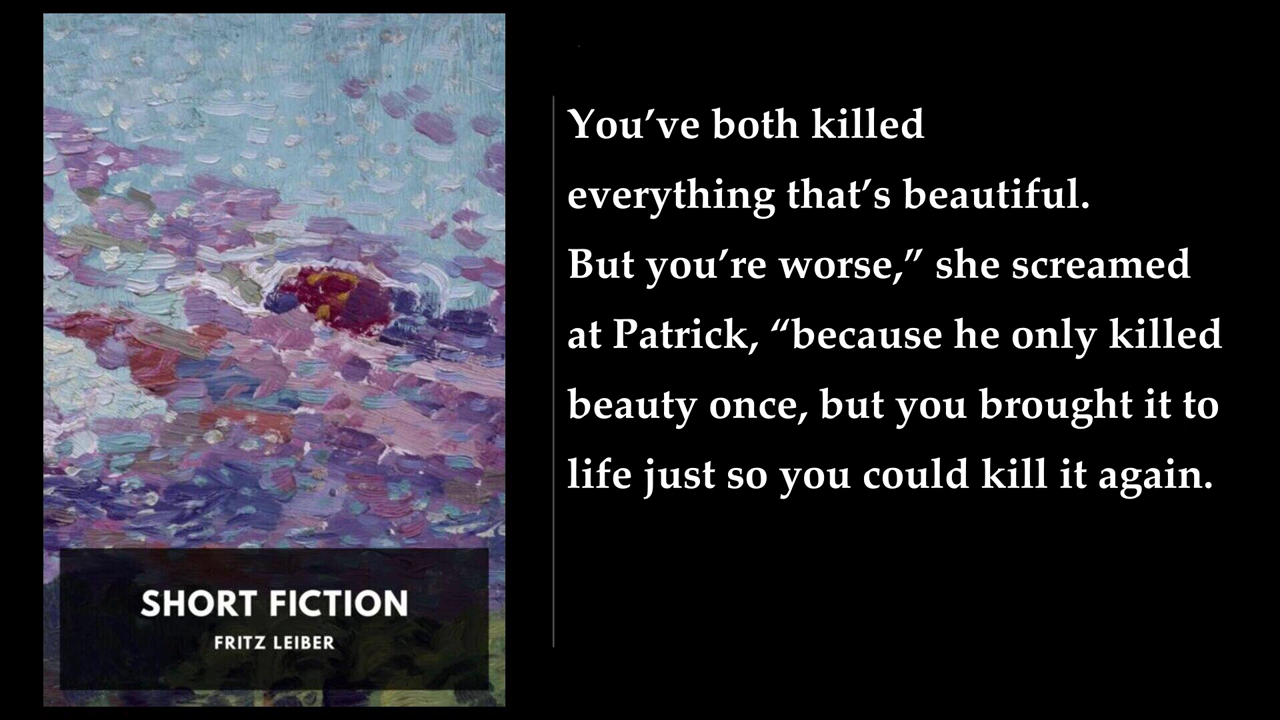 You’ve both killed
everything that’s beautiful.
But you’re worse,” she screamed
at Patrick, “because he only killed
beauty once, but you brought it to
life just so you could kill it again.
SHORT FICTION
FRITZ LEIBER